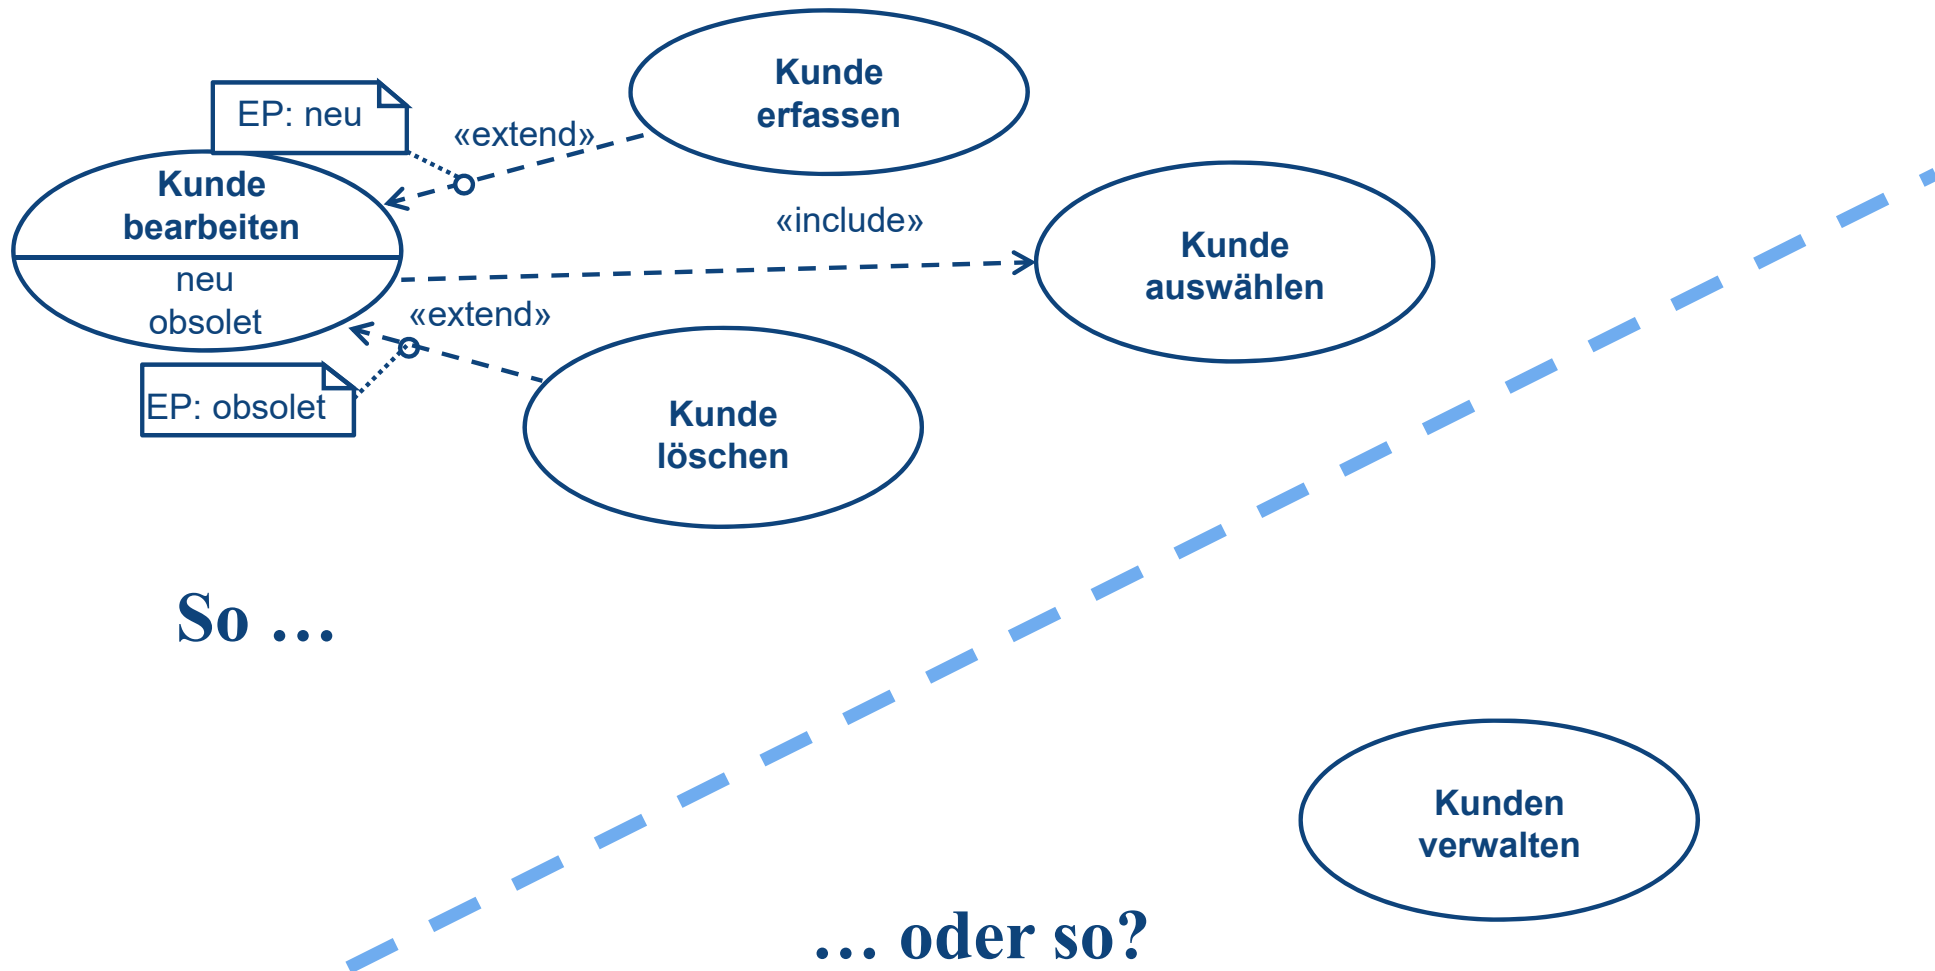 Kunde
erfassen
EP: neu
«extend»
Kunde
bearbeiten
neu
obsolet
«include»
Kunde
auswählen
«extend»
EP: obsolet
Kunde
löschen
So …
Kunden
verwalten
… oder so?